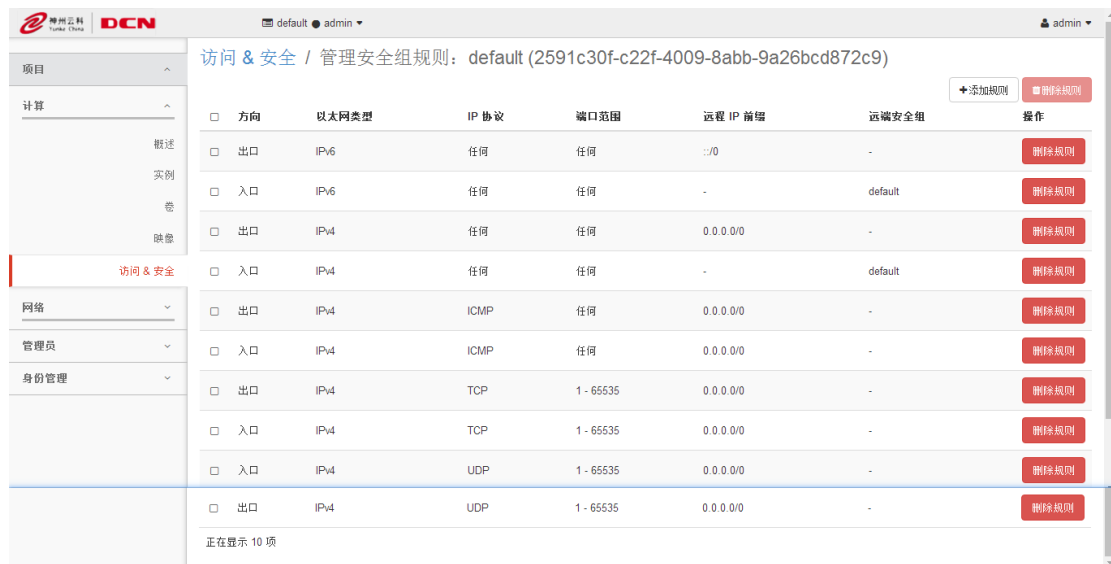 神州云科 Yunke China DCN default admin admin
访问 & 安全 / 管理安全组规则：default (2591c30f-c22f-4009-8abb-9a26bcd872c9)
项目
计算
概述
实例
卷
映像
访问 & 安全
网络
管理员
身份管理
+添加规则 删除规则
方向 以太网类型 IP 协议 端口范围 远程 IP 前缀 远端安全组 操作
出口 IPv6 任何 任何 ::/0 - 删除规则
入口 IPv6 任何 任何 - default 删除规则
出口 IPv4 任何 任何 0.0.0.0/0 - 删除规则
入口 IPv4 任何 任何 - default 删除规则
出口 IPv4 ICMP 任何 0.0.0.0/0 - 删除规则
入口 IPv4 ICMP 任何 0.0.0.0/0 - 删除规则
出口 IPv4 TCP 1 - 65535 0.0.0.0/0 - 删除规则
入口 IPv4 TCP 1 - 65535 0.0.0.0/0 - 删除规则
入口 IPv4 UDP 1 - 65535 0.0.0.0/0 - 删除规则
出口 IPv4 UDP 1 - 65535 0.0.0.0/0 - 删除规则
正在显示 10 项